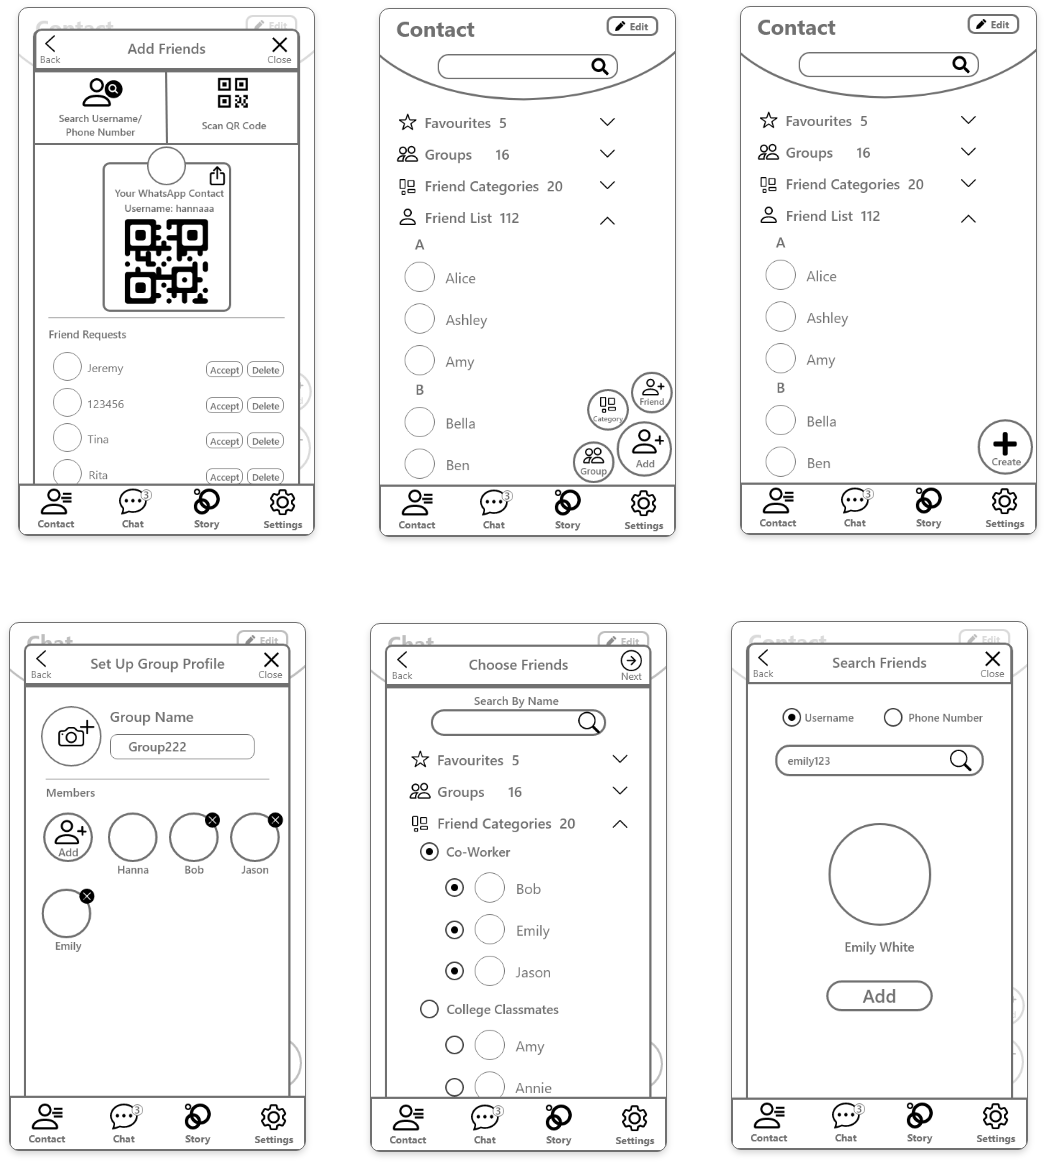 Contact
Edit
Back
Add Friends
Close
Search Username/
Phone Number
Scan QR Code
Your WhatsApp Contact
Username: hannaaa
Friend Requests
Jeremy Accept Delete
123456 Accept Delete
Tina Accept Delete
Rita Accept Delete
Contact Chat 3 Story Settings
Contact
Edit
Favourites 5
Groups 16
Friend Categories 20
Friend List 112
A
Alice
Ashley
Amy
B
Bella
Ben
Friend
Category
Add
Group
Contact Chat 3 Story Settings
Contact
Edit
Favourites 5
Groups 16
Friend Categories 20
Friend List 112
A
Alice
Ashley
Amy
B
Bella
Ben
Create
Contact Chat 3 Story Settings
Chat
Edit
Back
Set Up Group Profile
Close
Group Name
Group222
Members
Add
Hanna Bob Jason
Emily
Contact Chat 3 Story Settings
Chat
Edit
Back
Choose Friends
Next
Search By Name
Favourites 5
Groups 16
Friend Categories 20
Co-Worker
Bob
Emily
Jason
College Classmates
Amy
Annie
Contact Chat 3 Story Settings
Contact
Edit
Back
Search Friends
Close
Username Phone Number
emily123
Emily White
Add
Contact Chat 3 Story Settings